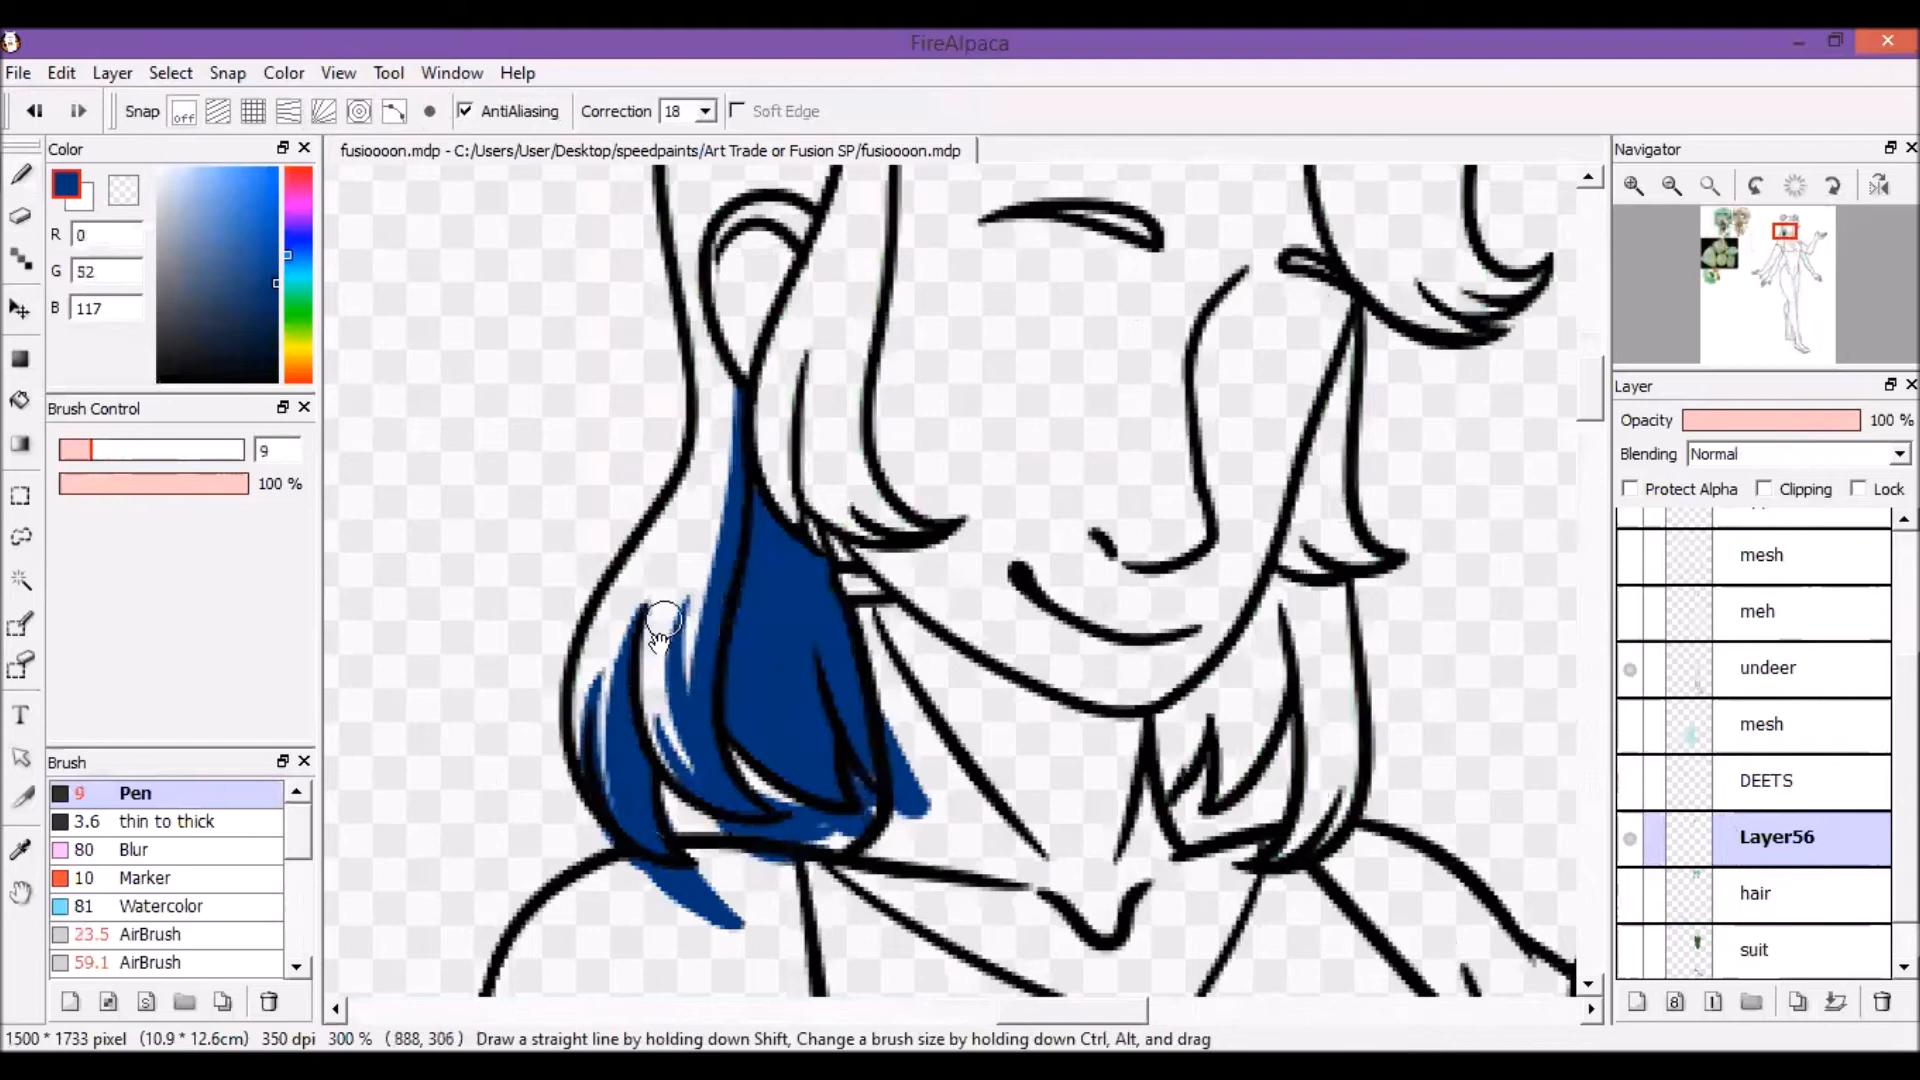 FireAlpaca
File Edit Layer Select Snap Color View Tool Window Help
Snap off AntiAliasing Correction 18 Soft Edge
Color
fusioooon.mdp - C:/Users/User/Desktop/speedpaints/Art Trade or Fusion SP/fusioooon.mdp
Navigator
R 0
G 52
B 117
Layer
Brush Control
Opacity 100 %
9
Blending Normal
100 %
Protect Alpha Clipping Lock
mesh
meh
undeer
mesh
Brush
DEETS
9 Pen
3.6 thin to thick
Layer56
80 Blur
10 Marker
hair
81 Watercolor
23.5 AirBrush
suit
59.1 AirBrush
1500 * 1733 pixel (10.9 * 12.6cm) 350 dpi 300 % ( 888, 306 ) Draw a straight line by holding down Shift, Change a brush size by holding down Ctrl, Alt, and drag